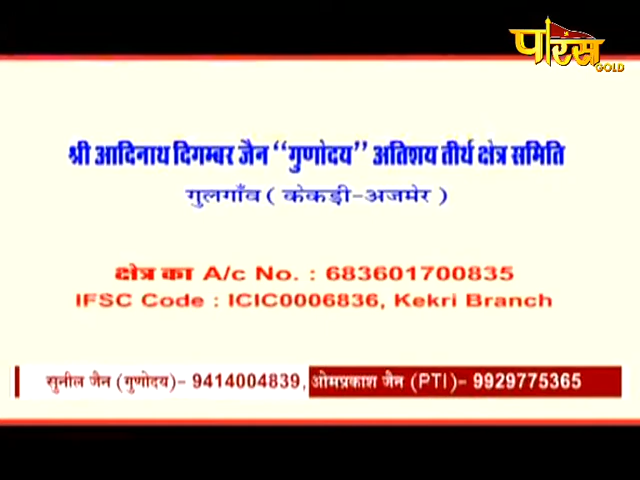 पारस
GOLD
श्री आदिनाथ दिगम्बर जैन “गुणोदय” अतिशय तीर्थ क्षेत्र समिति
गुलगाँव ( केकड़ी-अजमेर )
क्षेत्र का A/c No. : 683601700835
IFSC Code : ICIC0006836, Kekri Branch
सुनील जैन (गुणोदय)- 9414004839, ओमप्रकाश जैन (PTI)- 9929775365